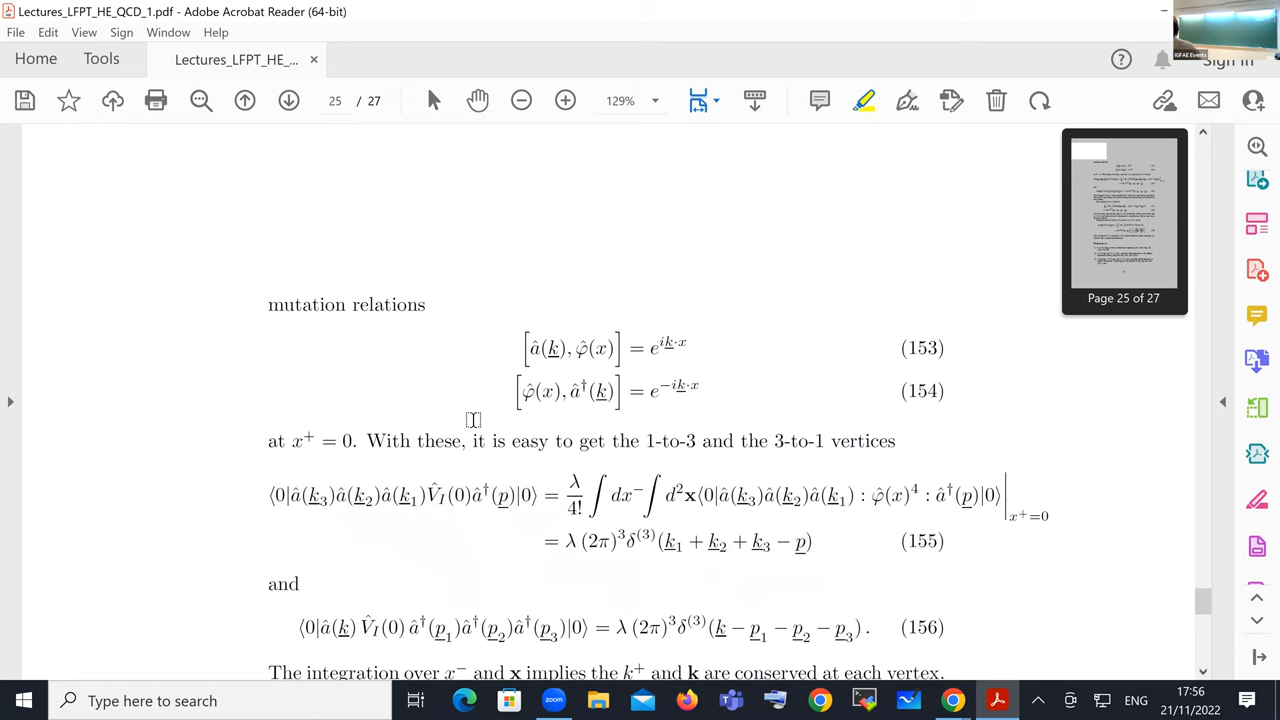 Lectures_LFPT_HE_QCD_1.pdf - Adobe Acrobat Reader (64-bit)
File Edit View Sign Window Help
Home Tools Lectures_LFPT_HE_... × Sign In
IGFAE Events
25 / 27 129%
mutation relations
[â(k), φ̂(x)] = e^{ik·x} (153)
[φ̂(x), â†(k)] = e^{-ik·x} (154)
at x⁺ = 0. With these, it is easy to get the 1-to-3 and the 3-to-1 vertices
⟨0|â(k₃)â(k₂)â(k₁)V̂_I(0)â†(p)|0⟩ = λ/4! ∫ dx⁻ ∫ d²x⟨0|â(k₃)â(k₂)â(k₁) : φ̂(x)⁴ : â†(p)|0⟩|_{x⁺=0}
= λ (2π)³δ⁽³⁾(k₁ + k₂ + k₃ − p) (155)
and
⟨0|â(k) V̂_I(0) â†(p₁)â†(p₂)â†(p₃)|0⟩ = λ (2π)³δ⁽³⁾(k − p₁ − p₂ − p₃) . (156)
The integration over x⁻ and x implies the k⁺ and k are conserved at each vertex.
Page 25 of 27
Type here to search
zoom
ENG
17:56
21/11/2022